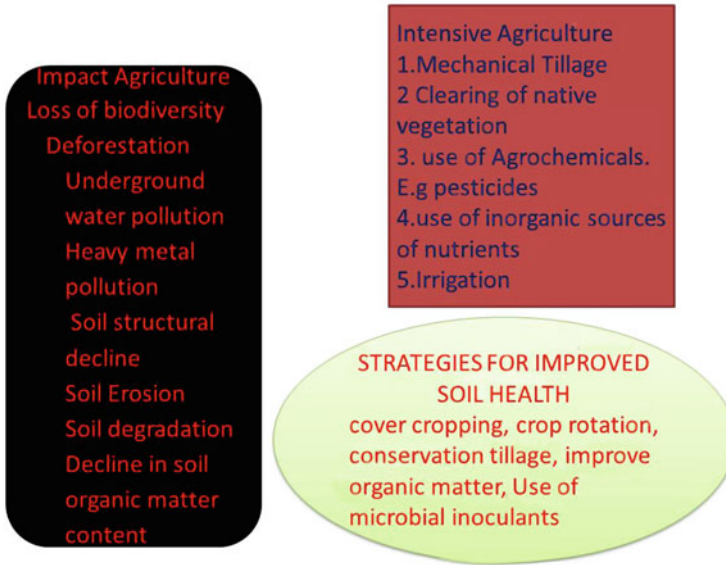 Impact Agriculture
Loss of biodiversity
Deforestation
Underground
water pollution
Heavy metal
pollution
Soil structural
decline
Soil Erosion
Soil degradation
Decline in soil
organic matter
content
Intensive Agriculture
1.Mechanical Tillage
2 Clearing of native
vegetation
3. use of Agrochemicals.
E.g pesticides
4.use of inorganic sources
of nutrients
5.Irrigation
STRATEGIES FOR IMPROVED
SOIL HEALTH
cover cropping, crop rotation,
conservation tillage, improve
organic matter, Use of
microbial inoculants